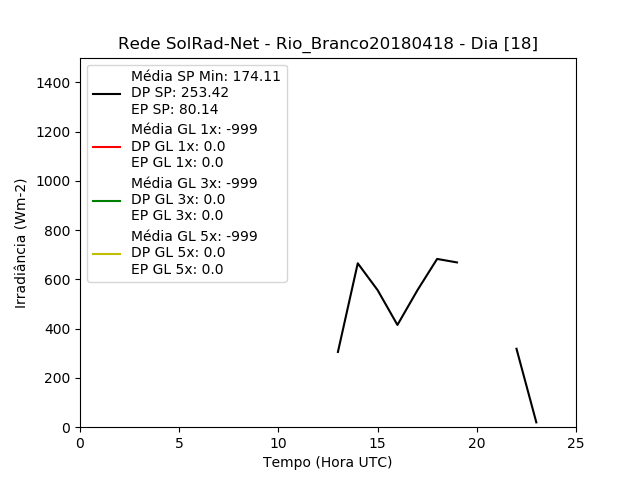 Rede SolRad-Net - Rio_Branco20180418 - Dia [18]
Média SP Min: 174.11
DP SP: 253.42
EP SP: 80.14
Média GL 1x: -999
DP GL 1x: 0.0
EP GL 1x: 0.0
Média GL 3x: -999
DP GL 3x: 0.0
EP GL 3x: 0.0
Média GL 5x: -999
DP GL 5x: 0.0
EP GL 5x: 0.0
Irradiância (Wm-2)
1400
1200
1000
800
600
400
200
0
0 5 10 15 20 25
Tempo (Hora UTC)